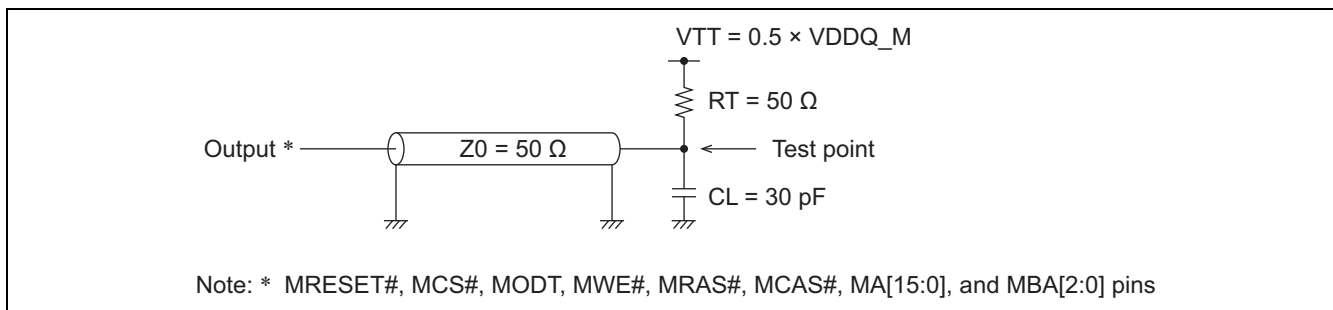 VTT = 0.5 × VDDQ_M
RT = 50 Ω
Output *
Z0 = 50 Ω
Test point
CL = 30 pF
Note: * MRESET#, MCS#, MODT, MWE#, MRAS#, MCAS#, MA[15:0], and MBA[2:0] pins